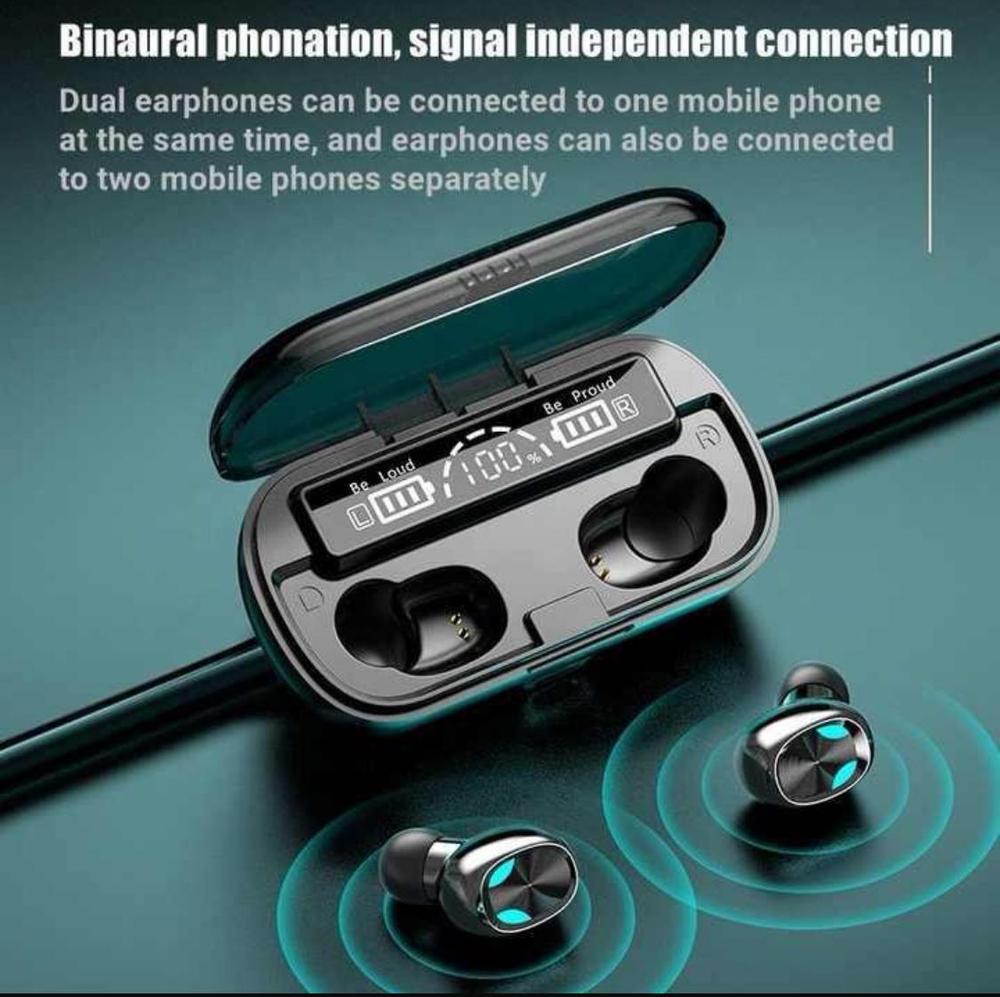 Binaural phonation, signal independent connection
Dual earphones can be connected to one mobile phone
at the same time, and earphones can also be connected
to two mobile phones separately
Be Proud
R
Be Loud
100%
L
R